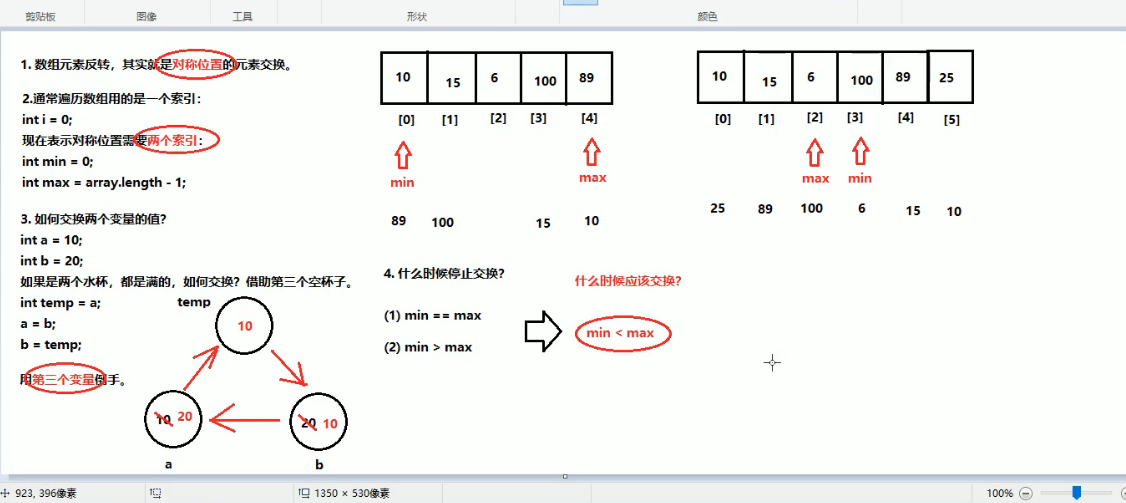 剪贴板
图像
工具
形状
颜色
1. 数组元素反转，其实就是对称位置的元素交换。
2.通常遍历数组用的是一个索引：
int i = 0;
现在表示对称位置需要两个索引：
int min = 0;
int max = array.length - 1;
3. 如何交换两个变量的值？
int a = 10;
int b = 20;
如果是两个水杯，都是满的，如何交换？借助第三个空杯子。
int temp = a;
a = b;
b = temp;
用第三个变量倒手。
temp
10
10 20
20 10
a
b
10 15 6 100 89
[0] [1] [2] [3] [4]
min
max
89 100 15 10
10 15 6 100 89 25
[0] [1] [2] [3] [4] [5]
max min
25 89 100 6 15 10
4. 什么时候停止交换？
(1) min == max
(2) min > max
什么时候应该交换？
min < max
923, 396像素
1350 × 530像素
100%